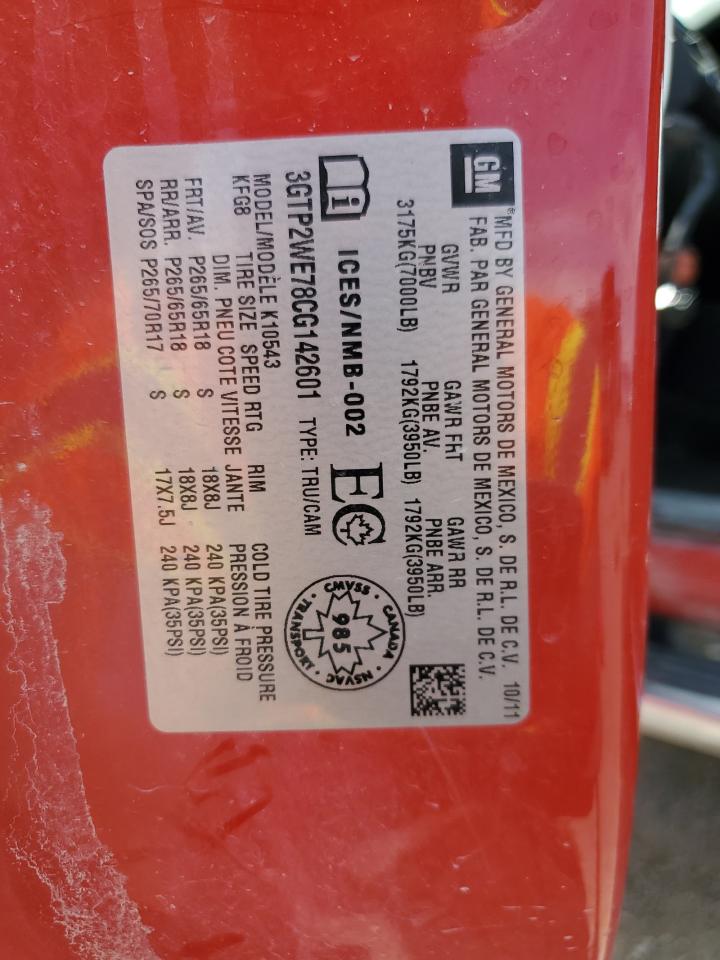 GM
®MFD BY GENERAL MOTORS DE MEXICO, S. DE R.L. DE C.V. 10/11
FAB. PAR GENERAL MOTORS DE MEXICO, S. DE R.L. DE C.V.
GVWR GAWR FRT GAWR RR
PNBV PNBE AV. PNBE ARR.
3175KG(7000LB) 1792KG(3950LB) 1792KG(3950LB)
i ICES/NMB-002 EC
CMVSS · CANADA · NSVAC · TRANSPORT ·
985
3GTP2WE78CG142601 TYPE: TRU/CAM
MODEL/MODÈLE K10543
KFG8 TIRE SIZE SPEED RTG RIM COLD TIRE PRESSURE
DIM. PNEU COTE VITESSE JANTE PRESSION À FROID
FRT/AV. P265/65R18 S 18X8J 240 KPA(35PSI)
RR/ARR. P265/65R18 S 18X8J 240 KPA(35PSI)
SPA/SOS P265/70R17 S 17X7.5J 240 KPA(35PSI)